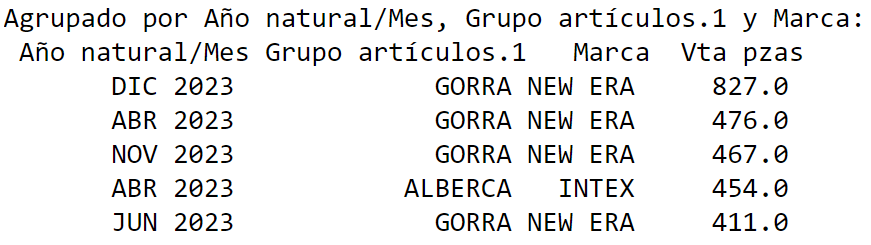 Agrupado por Año natural/Mes, Grupo artículos.1 y Marca:
Año natural/Mes Grupo artículos.1 Marca Vta pzas
DIC 2023 GORRA NEW ERA 827.0
ABR 2023 GORRA NEW ERA 476.0
NOV 2023 GORRA NEW ERA 467.0
ABR 2023 ALBERCA INTEX 454.0
JUN 2023 GORRA NEW ERA 411.0